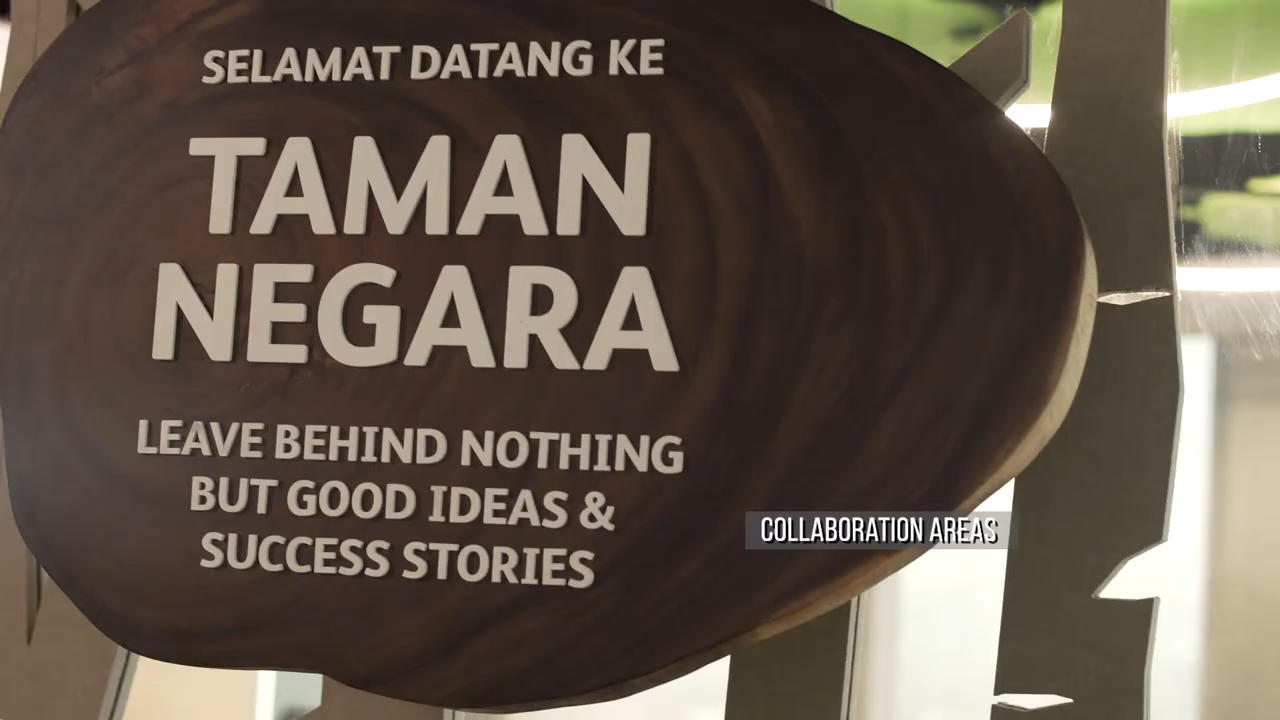 SELAMAT DATANG KE
TAMAN
NEGARA
LEAVE BEHIND NOTHING
BUT GOOD IDEAS &
SUCCESS STORIES
COLLABORATION AREAS